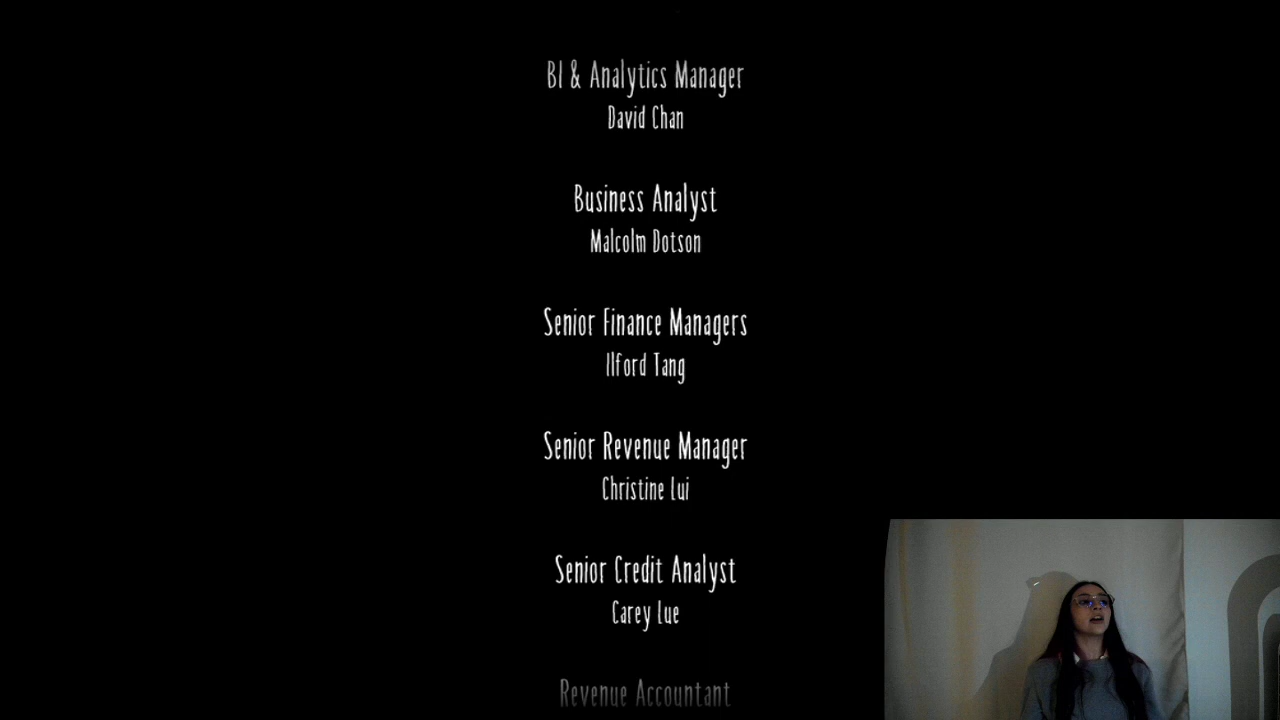 BI & Analytics Manager
David Chan
Business Analyst
Malcolm Dotson
Senior Finance Managers
Ilford Tang
Senior Revenue Manager
Christine Lui
Senior Credit Analyst
Carey Lue
Revenue Accountant